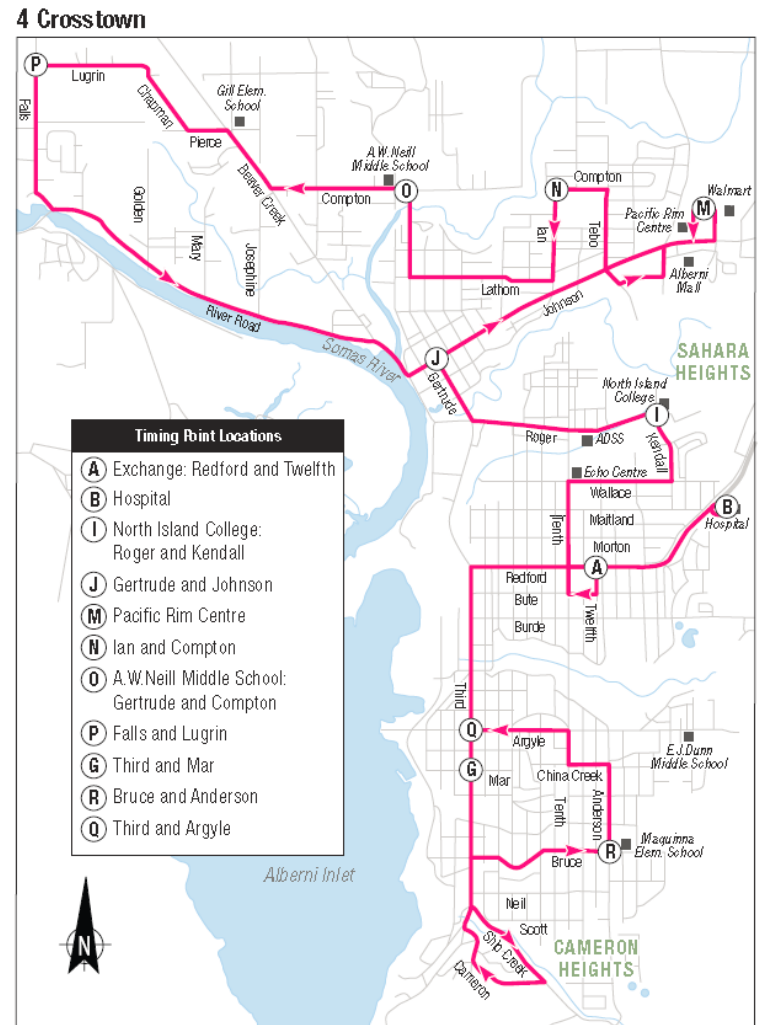 4 Crosstown
P
Lugrin
Falls
Chapman
Gill Elem.
School
Pierce
Beaver Creek
A.W.Neill
Middle School
O
Compton
N
Compton
Ian
Tebo
Pacific Rim
Centre
M
Walmart
Alberni
Mall
Lathom
Johnson
Golden
Mary
Josephine
River Road
Somas River
J
Gertrude
SAHARA
HEIGHTS
North Island
College
I
Roger
ADSS
Kendall
Echo Centre
Wallace
Tenth
Maitland
B
Hospital
Morton
A
Redford
Bute
Burde
Twelfth
Timing Point Locations
A Exchange: Redford and Twelfth
B Hospital
I North Island College:
Roger and Kendall
J Gertrude and Johnson
M Pacific Rim Centre
N Ian and Compton
O A.W.Neill Middle School:
Gertrude and Compton
P Falls and Lugrin
G Third and Mar
R Bruce and Anderson
Q Third and Argyle
Third
Q
Argyle
E.J.Dunn
Middle School
G
Mar
China Creek
Tenth
Anderson
R
Maquinna
Elem. School
Bruce
Alberni Inlet
Neil
Scott
Ship Creek
Cameron
CAMERON
HEIGHTS
N